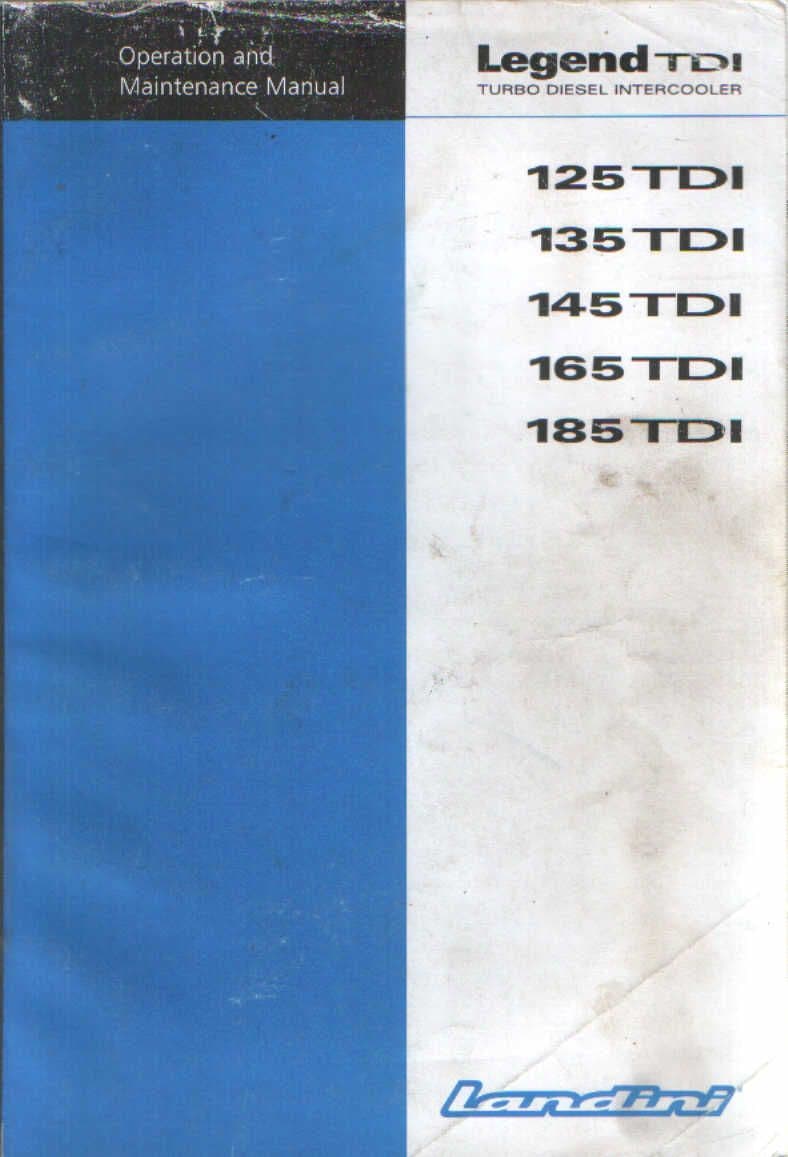 Operation and
Maintenance Manual
Legend TDI
TURBO DIESEL INTERCOOLER
125 TDI
135 TDI
145 TDI
165 TDI
185 TDI
Landini